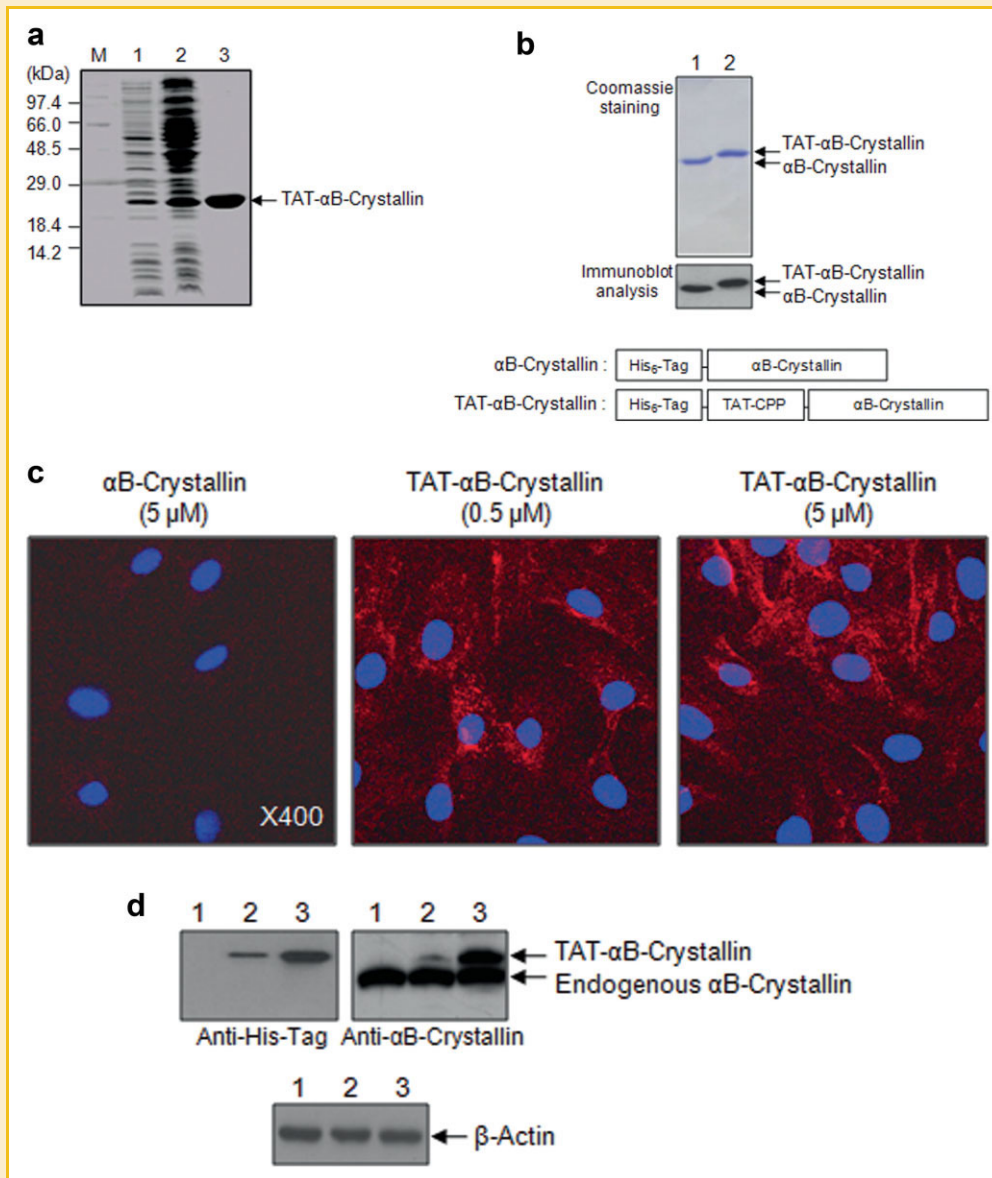 a
M 1 2 3
(kDa)
97.4
66.0
48.5
29.0
18.4
14.2
TAT-αB-Crystallin
b
1 2
Coomassie
staining
TAT-αB-Crystallin
αB-Crystallin
Immunoblot
analysis
TAT-αB-Crystallin
αB-Crystallin
αB-Crystallin : His₆-Tag αB-Crystallin
TAT-αB-Crystallin : His₆-Tag TAT-CPP αB-Crystallin
c
αB-Crystallin
(5 μM)
TAT-αB-Crystallin
(0.5 μM)
TAT-αB-Crystallin
(5 μM)
X400
d
1 2 3
1 2 3
TAT-αB-Crystallin
Endogenous αB-Crystallin
Anti-His-Tag
Anti-αB-Crystallin
1 2 3
β-Actin